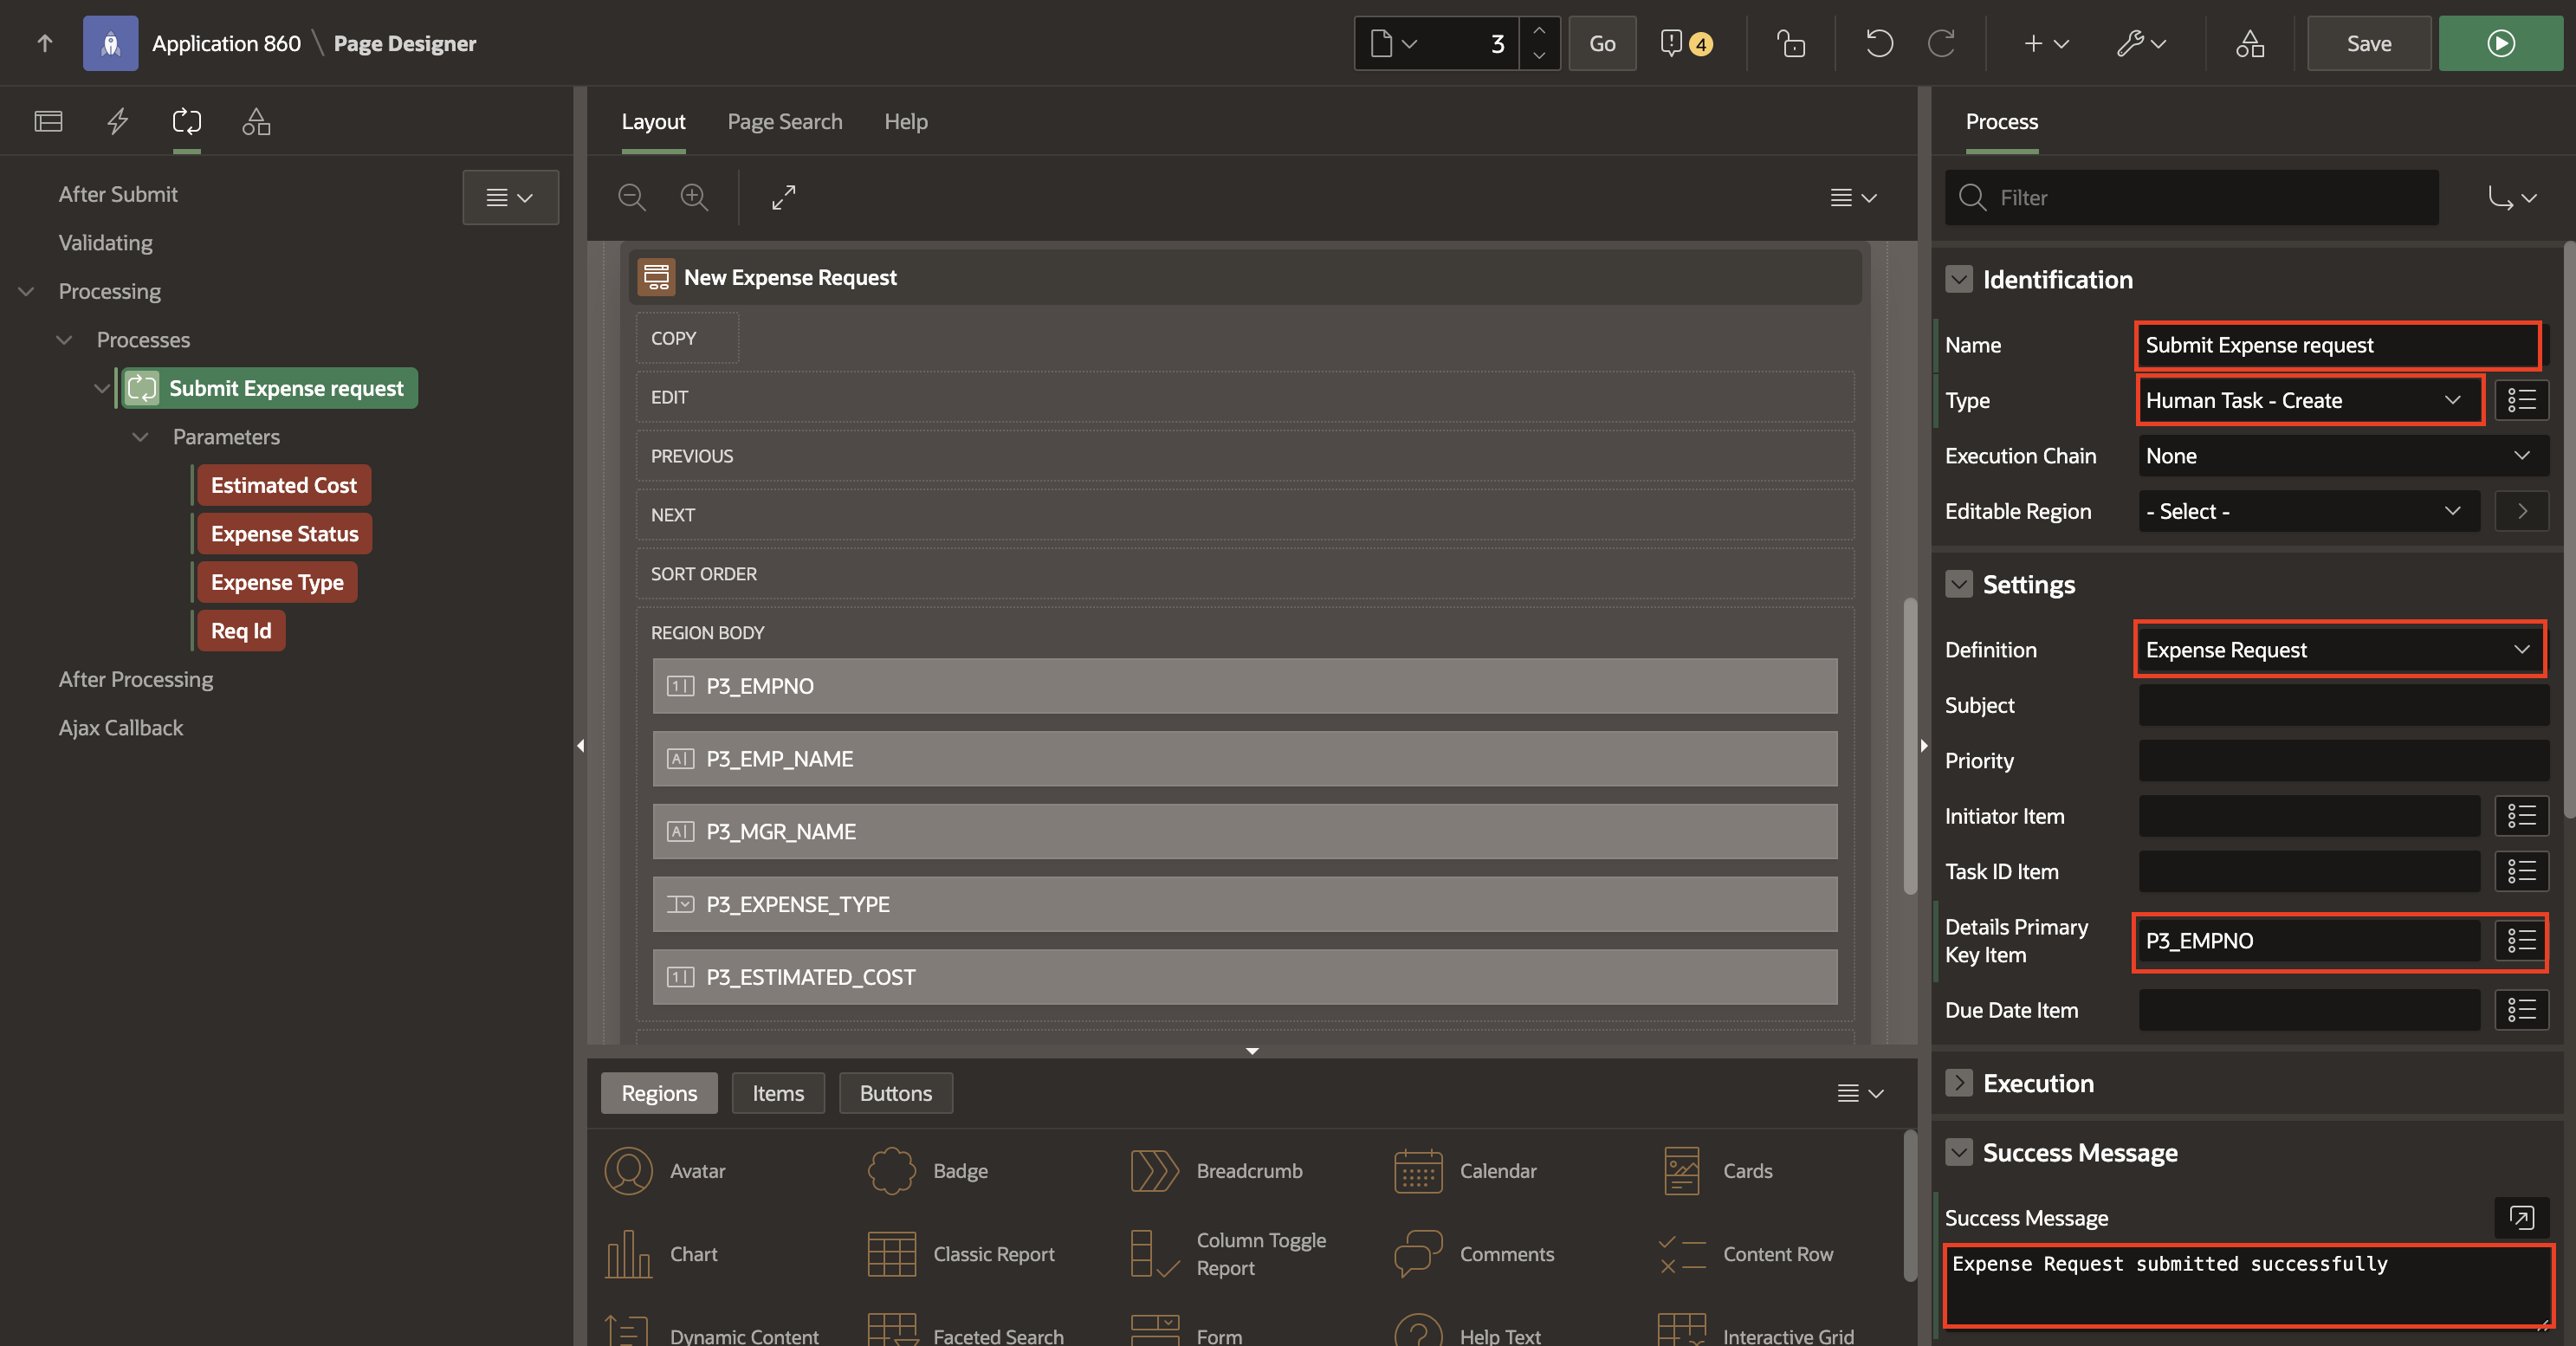 Application 860 \ Page Designer
3
Go
4
Save
After Submit
Validating
Processing
Processes
Submit Expense request
Parameters
Estimated Cost
Expense Status
Expense Type
Req Id
After Processing
Ajax Callback
Layout
Page Search
Help
New Expense Request
COPY
EDIT
PREVIOUS
NEXT
SORT ORDER
REGION BODY
P3_EMPNO
P3_EMP_NAME
P3_MGR_NAME
P3_EXPENSE_TYPE
P3_ESTIMATED_COST
Regions
Items
Buttons
Avatar
Badge
Breadcrumb
Calendar
Cards
Chart
Classic Report
Column Toggle
Report
Comments
Content Row
Dynamic Content
Faceted Search
Form
Help Text
Interactive Grid
Process
Filter
Identification
Name
Submit Expense request
Type
Human Task - Create
Execution Chain
None
Editable Region
- Select -
Settings
Definition
Expense Request
Subject
Priority
Initiator Item
Task ID Item
Details Primary
Key Item
P3_EMPNO
Due Date Item
Execution
Success Message
Success Message
Expense Request submitted successfully